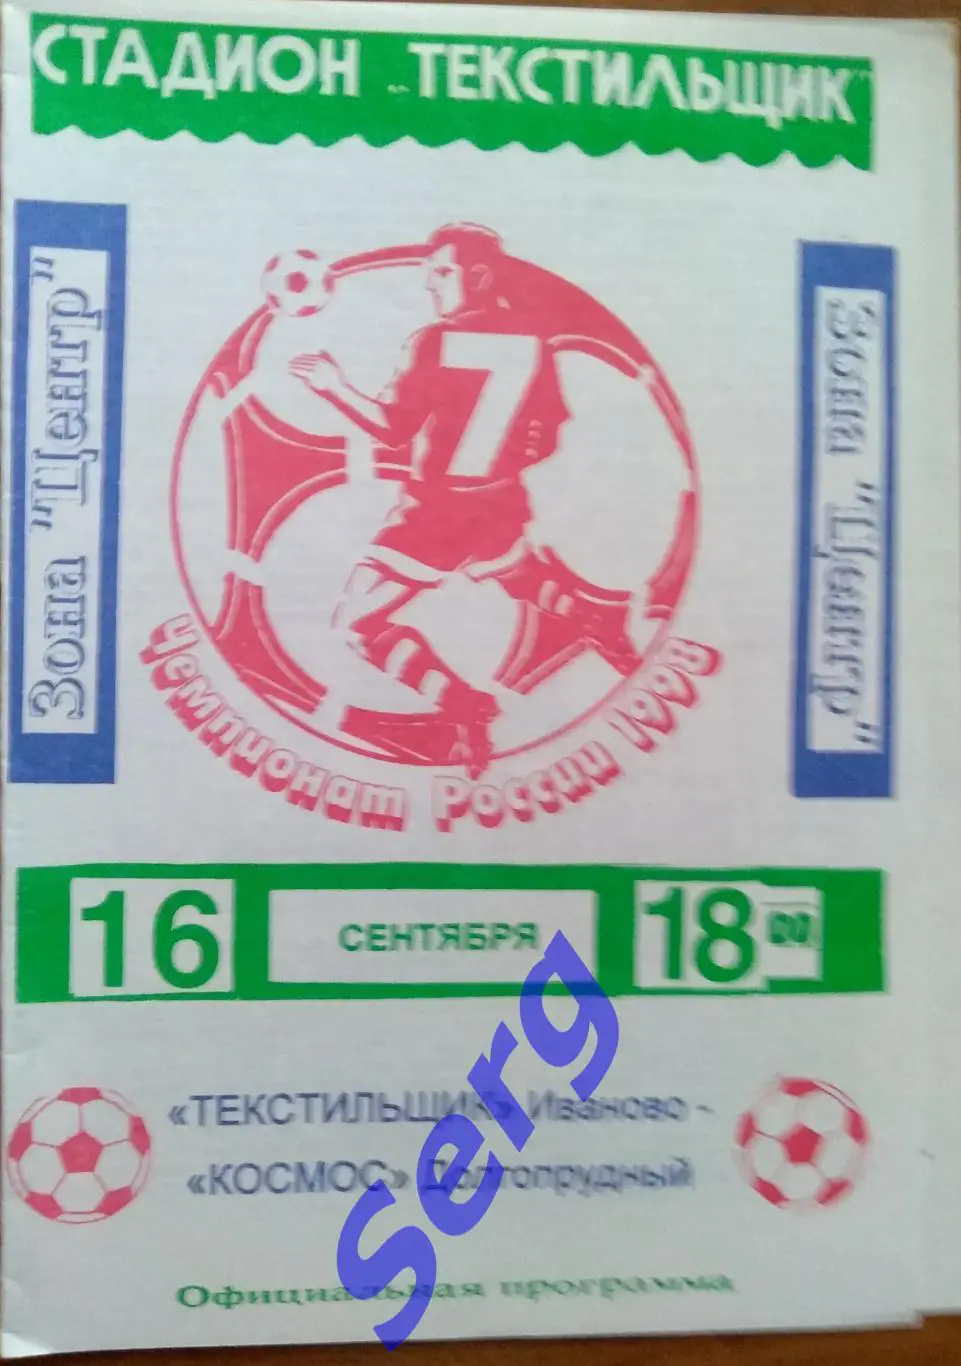 СТАДИОН „ТЕКСТИЛЬЩИК"
Зона "Центр"
Зона "Центр"
7
Чемпионат России 1998
16
СЕНТЯБРЯ
18 00
«ТЕКСТИЛЬЩИК» Иваново -
«КОСМОС» Долгопрудный
Официальная программа
Serg